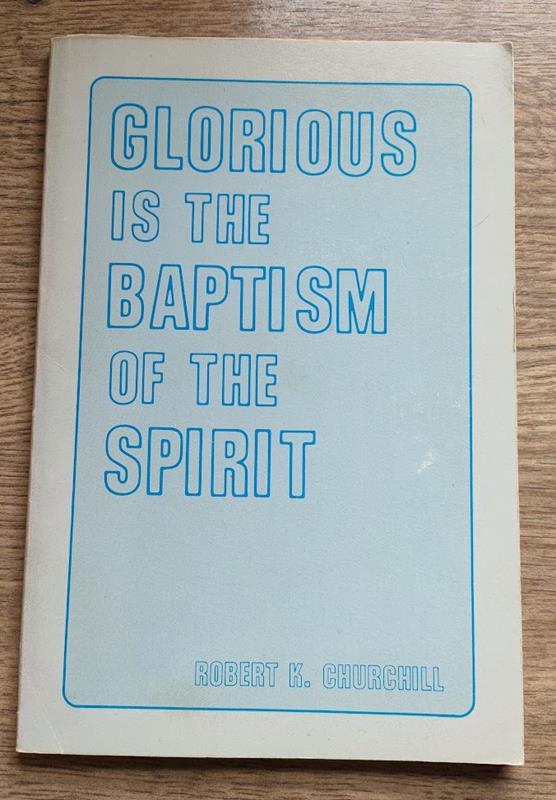 GLORIOUS
IS THE
BAPTISM
OF THE
SPIRIT
ROBERT K. CHURCHILL